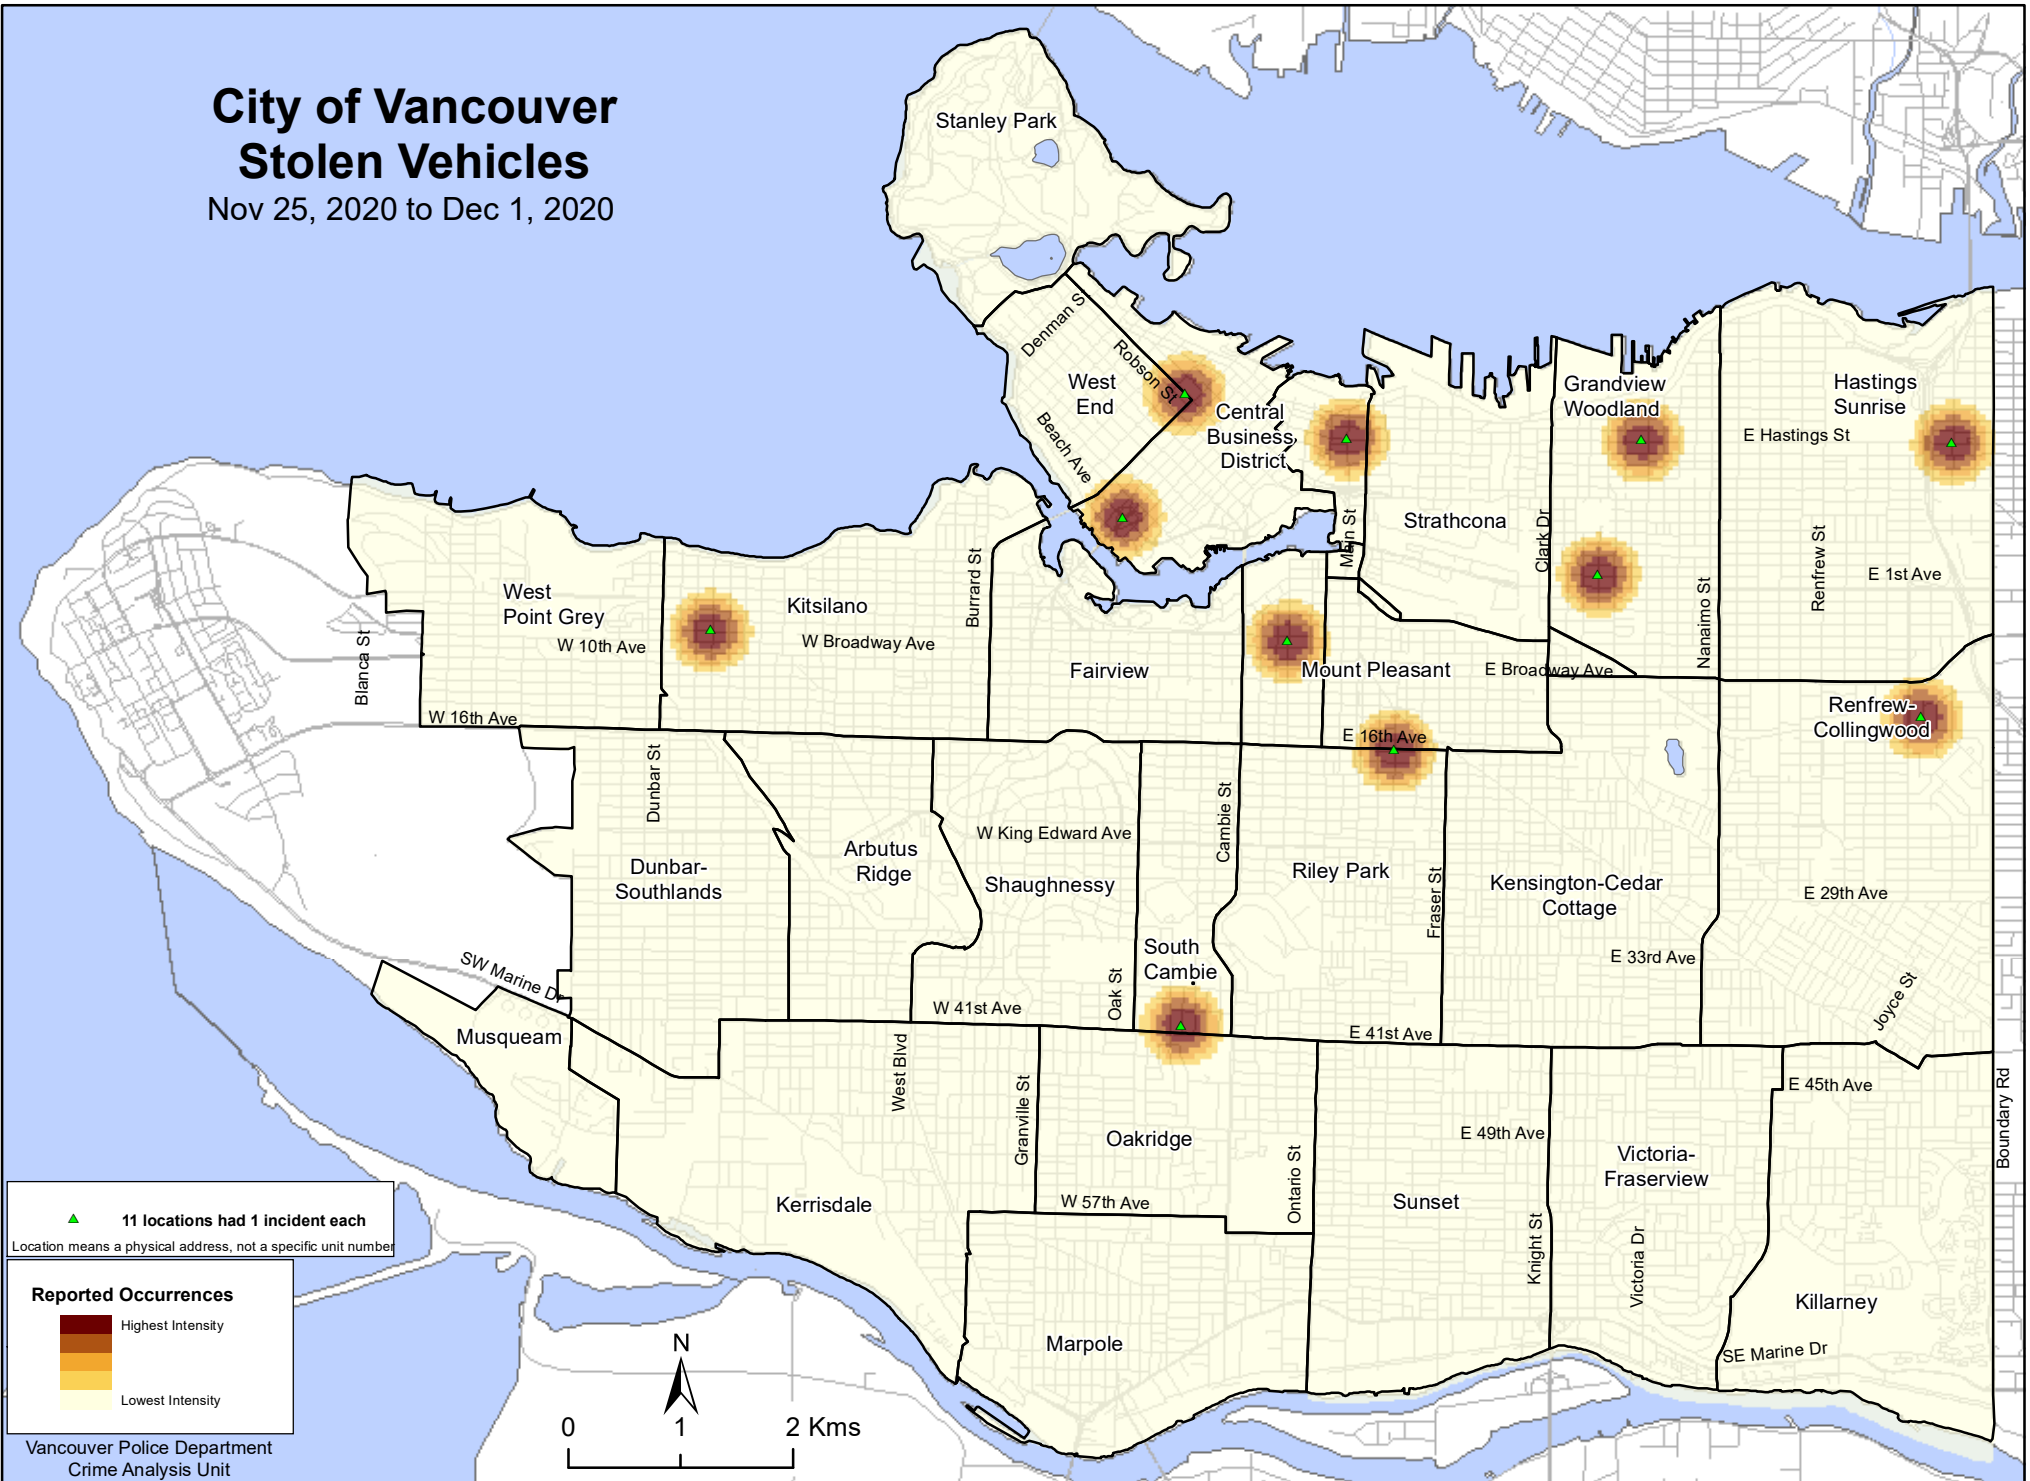 City of Vancouver
Stolen Vehicles
Nov 25, 2020 to Dec 1, 2020
Stanley Park
Denman S
Robson St
West
End
Beach Ave
Central
Business
District
Main St
Strathcona
Clark Dr
Grandview
Woodland
Hastings
Sunrise
E Hastings St
Nanaimo St
Renfrew St
E 1st Ave
West
Point Grey
W 10th Ave
Blanca St
W 16th Ave
Kitsilano
W Broadway Ave
Burrard St
Fairview
Mount Pleasant
E Broadway Ave
E 16th Ave
Renfrew-
Collingwood
Dunbar St
Dunbar-
Southlands
Arbutus
Ridge
W King Edward Ave
Shaughnessy
Cambie St
Riley Park
Fraser St
Kensington-Cedar
Cottage
E 29th Ave
E 33rd Ave
South
Cambie
Oak St
Joyce St
SW Marine Dr
W 41st Ave
E 41st Ave
Musqueam
West Blvd
Granville St
Oakridge
Ontario St
E 49th Ave
E 45th Ave
Boundary Rd
Victoria-
Fraserview
Kerrisdale
W 57th Ave
Sunset
Knight St
Victoria Dr
Killarney
Marpole
SE Marine Dr
11 locations had 1 incident each
Location means a physical address, not a specific unit number
Reported Occurrences
Highest Intensity
Lowest Intensity
Vancouver Police Department
Crime Analysis Unit
N
0 1 2 Kms